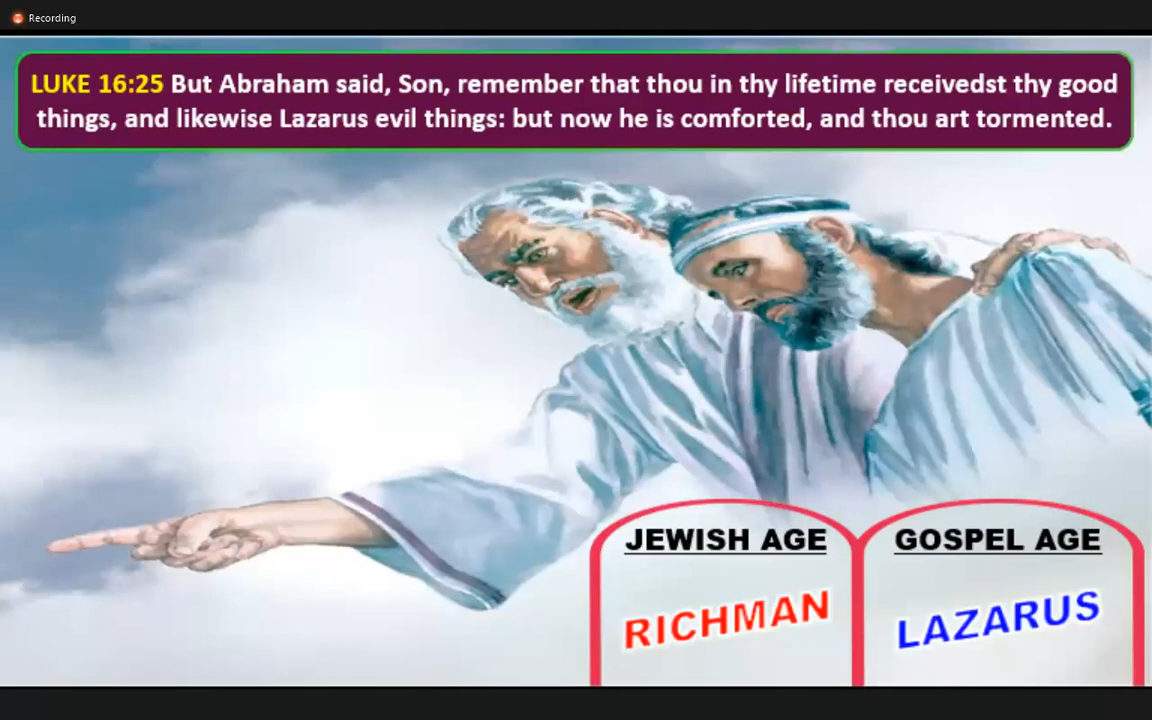 Recording
LUKE 16:25 But Abraham said, Son, remember that thou in thy lifetime receivedst thy good
things, and likewise Lazarus evil things: but now he is comforted, and thou art tormented.
JEWISH AGE
GOSPEL AGE
RICHMAN
LAZARUS